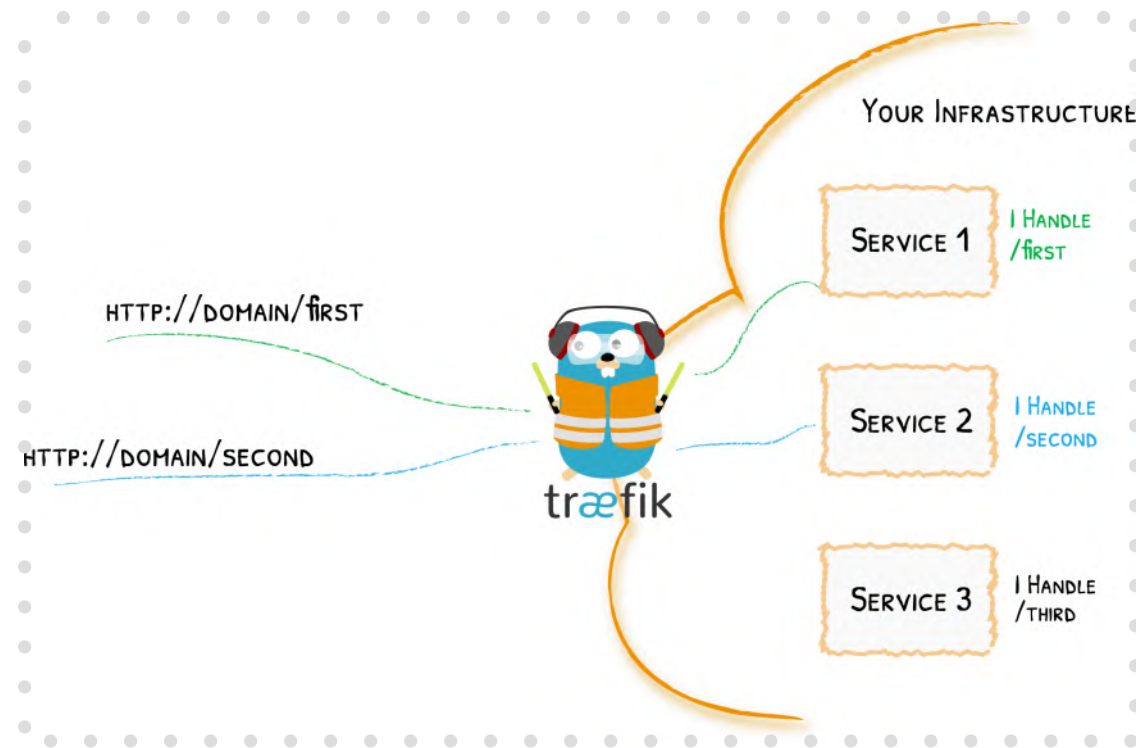 YOUR INFRASTRUCTURE
SERVICE 1
I HANDLE
/first
HTTP://DOMAIN/first
SERVICE 2
I HANDLE
/SECOND
HTTP://DOMAIN/SECOND
træfik
SERVICE 3
I HANDLE
/THIRD